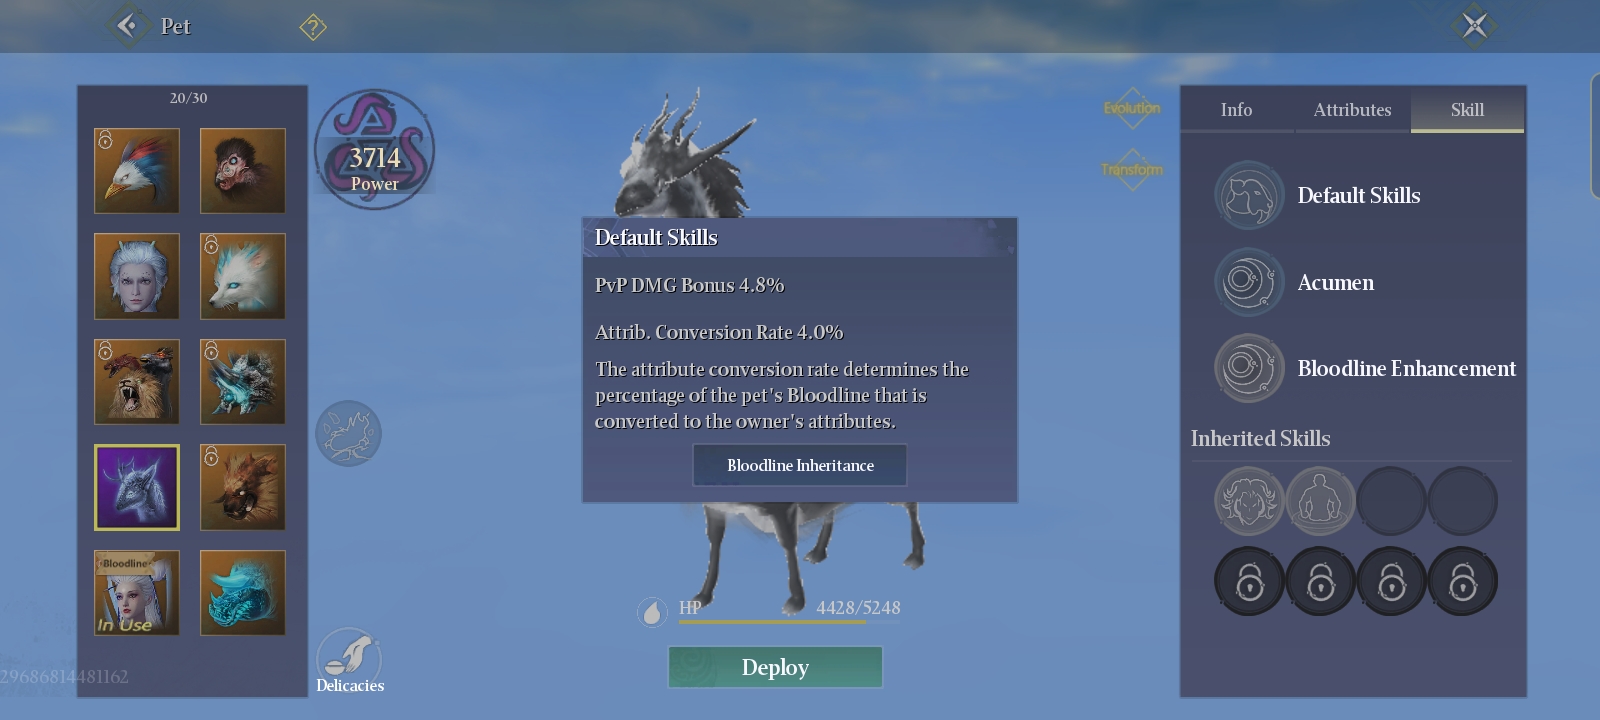 Pet
?
20/30
3714
Power
Evolution
Transform
Info
Attributes
Skill
Default Skills
Acumen
Bloodline Enhancement
Inherited Skills
Default Skills
PvP DMG Bonus 4.8%
Attrib. Conversion Rate 4.0%
The attribute conversion rate determines the
percentage of the pet's Bloodline that is
converted to the owner's attributes.
Bloodline Inheritance
Bloodline
In Use
HP
4428/5248
Deploy
Delicacies
29686814481162